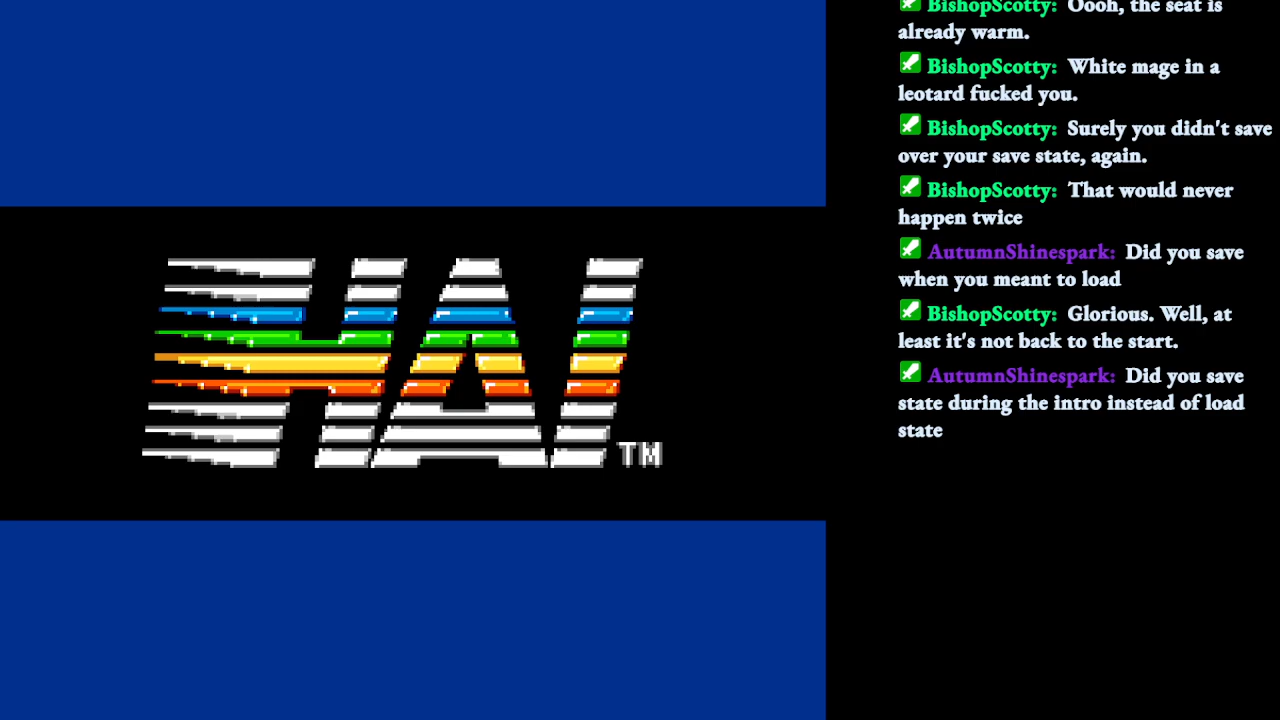 HAL
TM
BishopScotty: Oooh, the seat is
already warm.
BishopScotty: White mage in a
leotard fucked you.
BishopScotty: Surely you didn't save
over your save state, again.
BishopScotty: That would never
happen twice
AutumnShinespark: Did you save
when you meant to load
BishopScotty: Glorious. Well, at
least it's not back to the start.
AutumnShinespark: Did you save
state during the intro instead of load
state